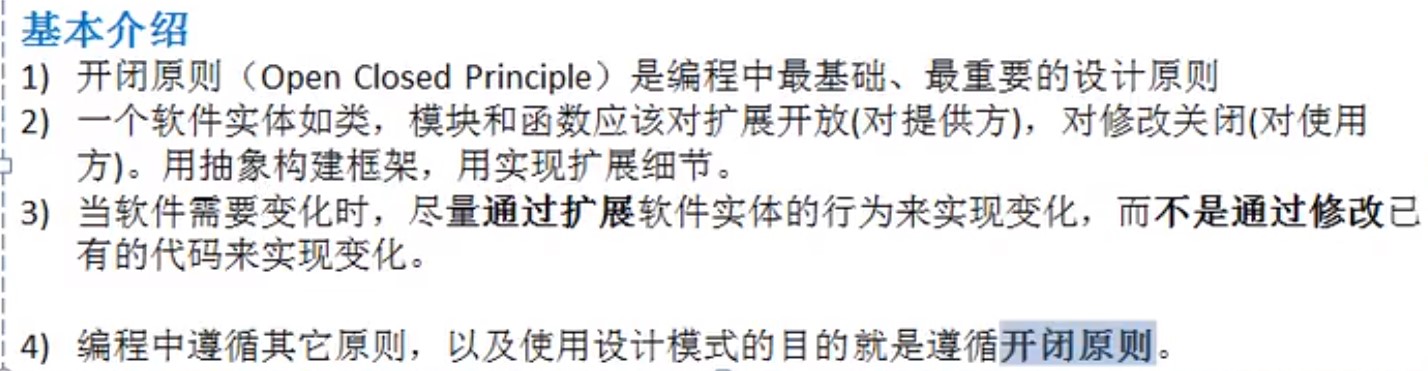 基本介绍
1) 开闭原则（Open Closed Principle）是编程中最基础、最重要的设计原则
2) 一个软件实体如类，模块和函数应该对扩展开放(对提供方)，对修改关闭(对使用
方)。用抽象构建框架，用实现扩展细节。
3) 当软件需要变化时，尽量通过扩展软件实体的行为来实现变化，而不是通过修改已
有的代码来实现变化。
4) 编程中遵循其它原则，以及使用设计模式的目的就是遵循开闭原则。